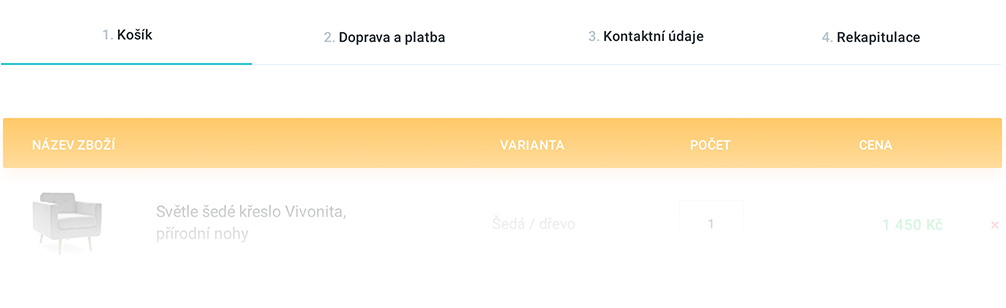 1. Košík 2. Doprava a platba 3. Kontaktní údaje 4. Rekapitulace
NÁZEV ZBOŽÍ VARIANTA POČET CENA
Světle šedé křeslo Vivonita,
přírodní nohy
Šedá / dřevo 1 1 450 Kč ×